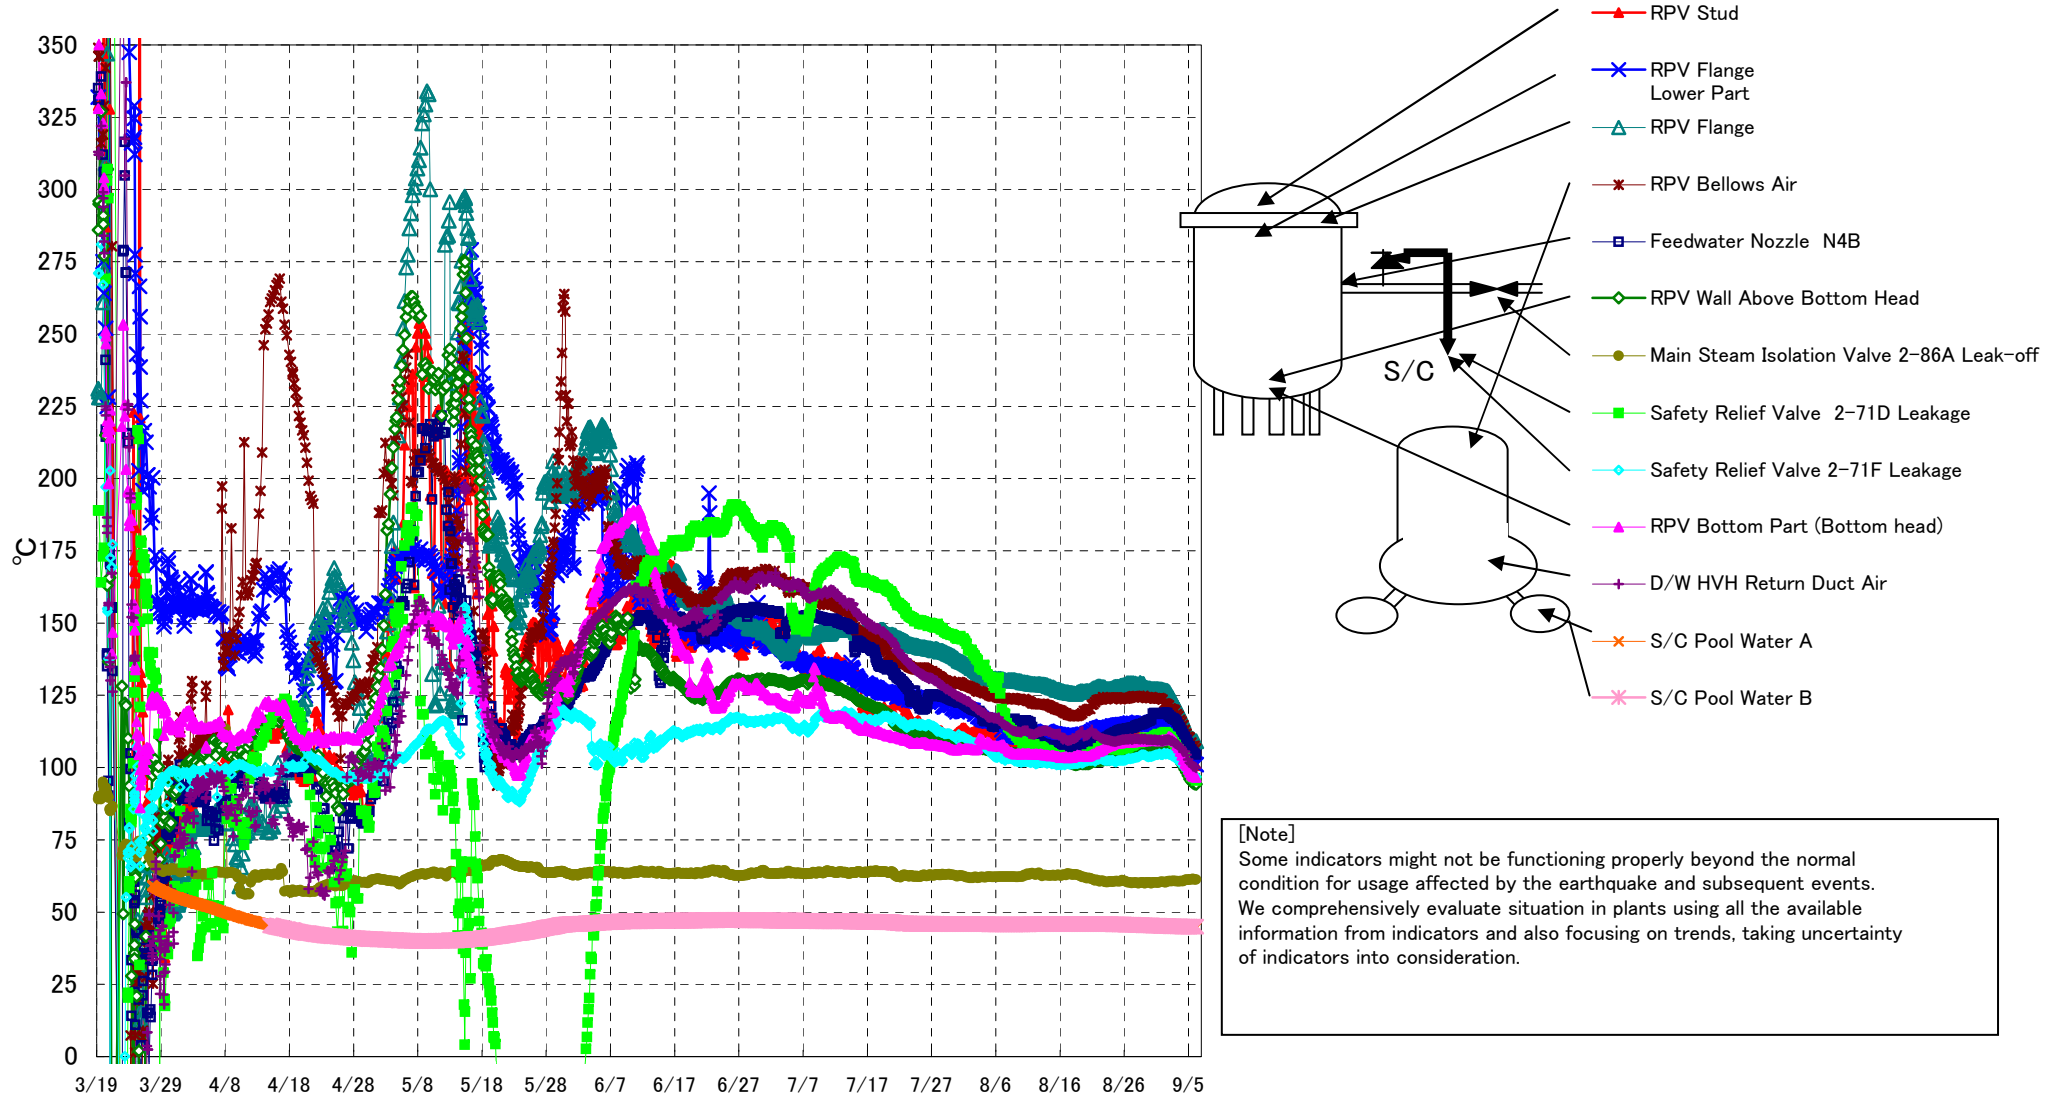 350
325
300
275
250
225
200
175
150
125
100
75
50
25
0
℃
3/19 3/29 4/8 4/18 4/28 5/8 5/18 5/28 6/7 6/17 6/27 7/7 7/17 7/27 8/6 8/16 8/26 9/5
RPV Stud
RPV Flange
Lower Part
RPV Flange
RPV Bellows Air
Feedwater Nozzle N4B
RPV Wall Above Bottom Head
Main Steam Isolation Valve 2-86A Leak-off
Safety Relief Valve 2-71D Leakage
Safety Relief Valve 2-71F Leakage
RPV Bottom Part (Bottom head)
D/W HVH Return Duct Air
S/C Pool Water A
S/C Pool Water B
S/C
[Note]
Some indicators might not be functioning properly beyond the normal
condition for usage affected by the earthquake and subsequent events.
We comprehensively evaluate situation in plants using all the available
information from indicators and also focusing on trends, taking uncertainty
of indicators into consideration.